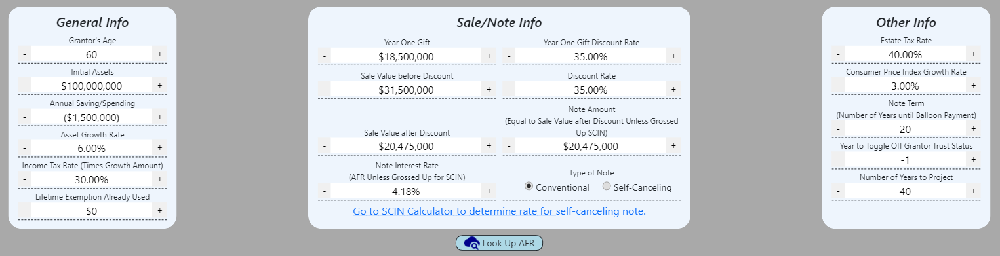 General Info
Grantor's Age
- 60 +
Initial Assets
- $100,000,000 +
Annual Saving/Spending
- ($1,500,000) +
Asset Growth Rate
- 6.00% +
Income Tax Rate (Times Growth Amount)
- 30.00% +
Lifetime Exemption Already Used
- $0 +
Sale/Note Info
Year One Gift
- $18,500,000 +
Year One Gift Discount Rate
- 35.00% +
Sale Value before Discount
- $31,500,000 +
Discount Rate
- 35.00% +
Sale Value after Discount
- $20,475,000 +
Note Amount
(Equal to Sale Value after Discount Unless Grossed
Up SCIN)
- $20,475,000 +
Note Interest Rate
(AFR Unless Grossed Up for SCIN)
- 4.18% +
Type of Note
Conventional Self-Canceling
Go to SCIN Calculator to determine rate for self-canceling note.
Look Up AFR
Other Info
Estate Tax Rate
- 40.00% +
Consumer Price Index Growth Rate
- 3.00% +
Note Term
(Number of Years until Balloon Payment)
- 20 +
Year to Toggle Off Grantor Trust Status
- -1 +
Number of Years to Project
- 40 +